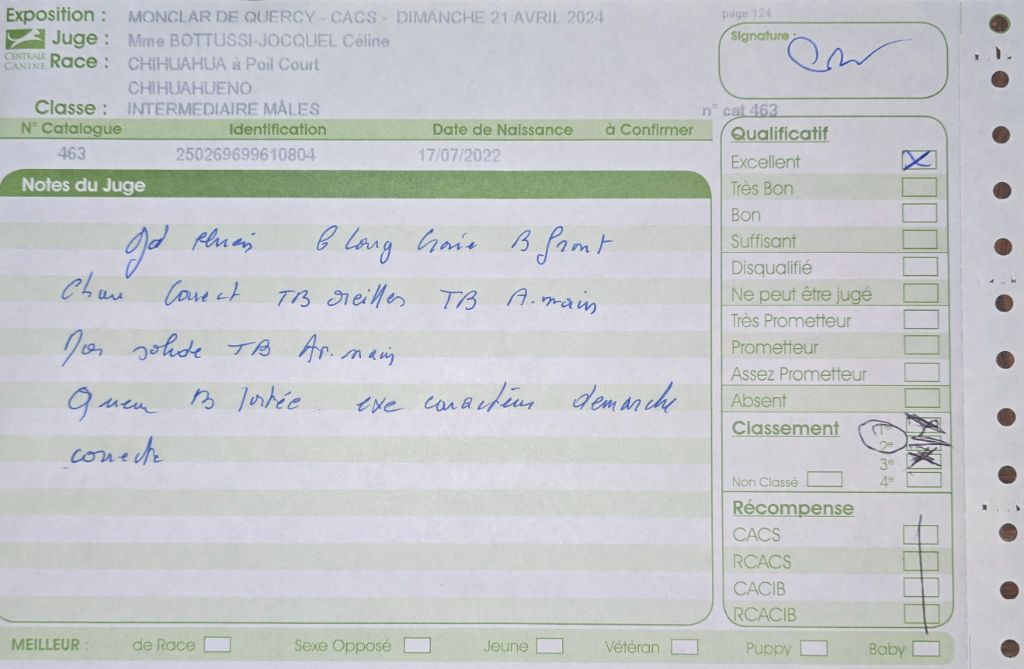 Exposition : MONCLAR DE QUERCY - CACS - DIMANCHE 21 AVRIL 2024
page 124
Juge : Mme BOTTUSSI-JOCQUEL Céline
Signature :
CENTRALE CANINE
Race : CHIHUAHUA à Poil Court
CHIHUAHUENO
Classe : INTERMEDIAIRE MÂLES
n° cat 463
N° Catalogue Identification Date de Naissance à Confirmer
463 250269699610804 17/07/2022
Notes du Juge
B long B front
correct TB oreilles TB A.main
Dos solide TB Ar.main
Queue B portée exc caractère demarche
correcte
Qualificatif
Excellent X
Très Bon
Bon
Suffisant
Disqualifié
Ne peut être jugé
Très Prometteur
Prometteur
Assez Prometteur
Absent
Classement
1er
2e
3e
Non Classé 4e
Récompense
CACS
RCACS
CACIB
RCACIB
MEILLEUR : de Race Sexe Opposé Jeune Vétéran Puppy Baby